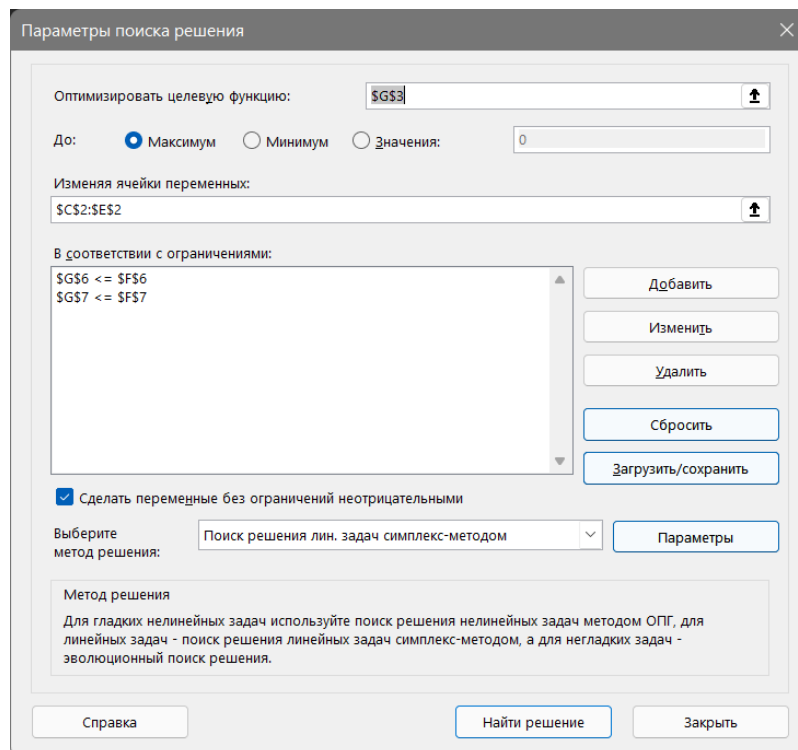 Параметры поиска решения
Оптимизировать целевую функцию: $G$3
До: Максимум Минимум Значения: 0
Изменяя ячейки переменных:
$C$2:$E$2
В соответствии с ограничениями:
$G$6 <= $F$6
$G$7 <= $F$7
Добавить
Изменить
Удалить
Сбросить
Загрузить/сохранить
Сделать переменные без ограничений неотрицательными
Выберите
метод решения:
Поиск решения лин. задач симплекс-методом
Параметры
Метод решения
Для гладких нелинейных задач используйте поиск решения нелинейных задач методом ОПГ, для
линейных задач - поиск решения линейных задач симплекс-методом, а для негладких задач -
эволюционный поиск решения.
Справка Найти решение Закрыть